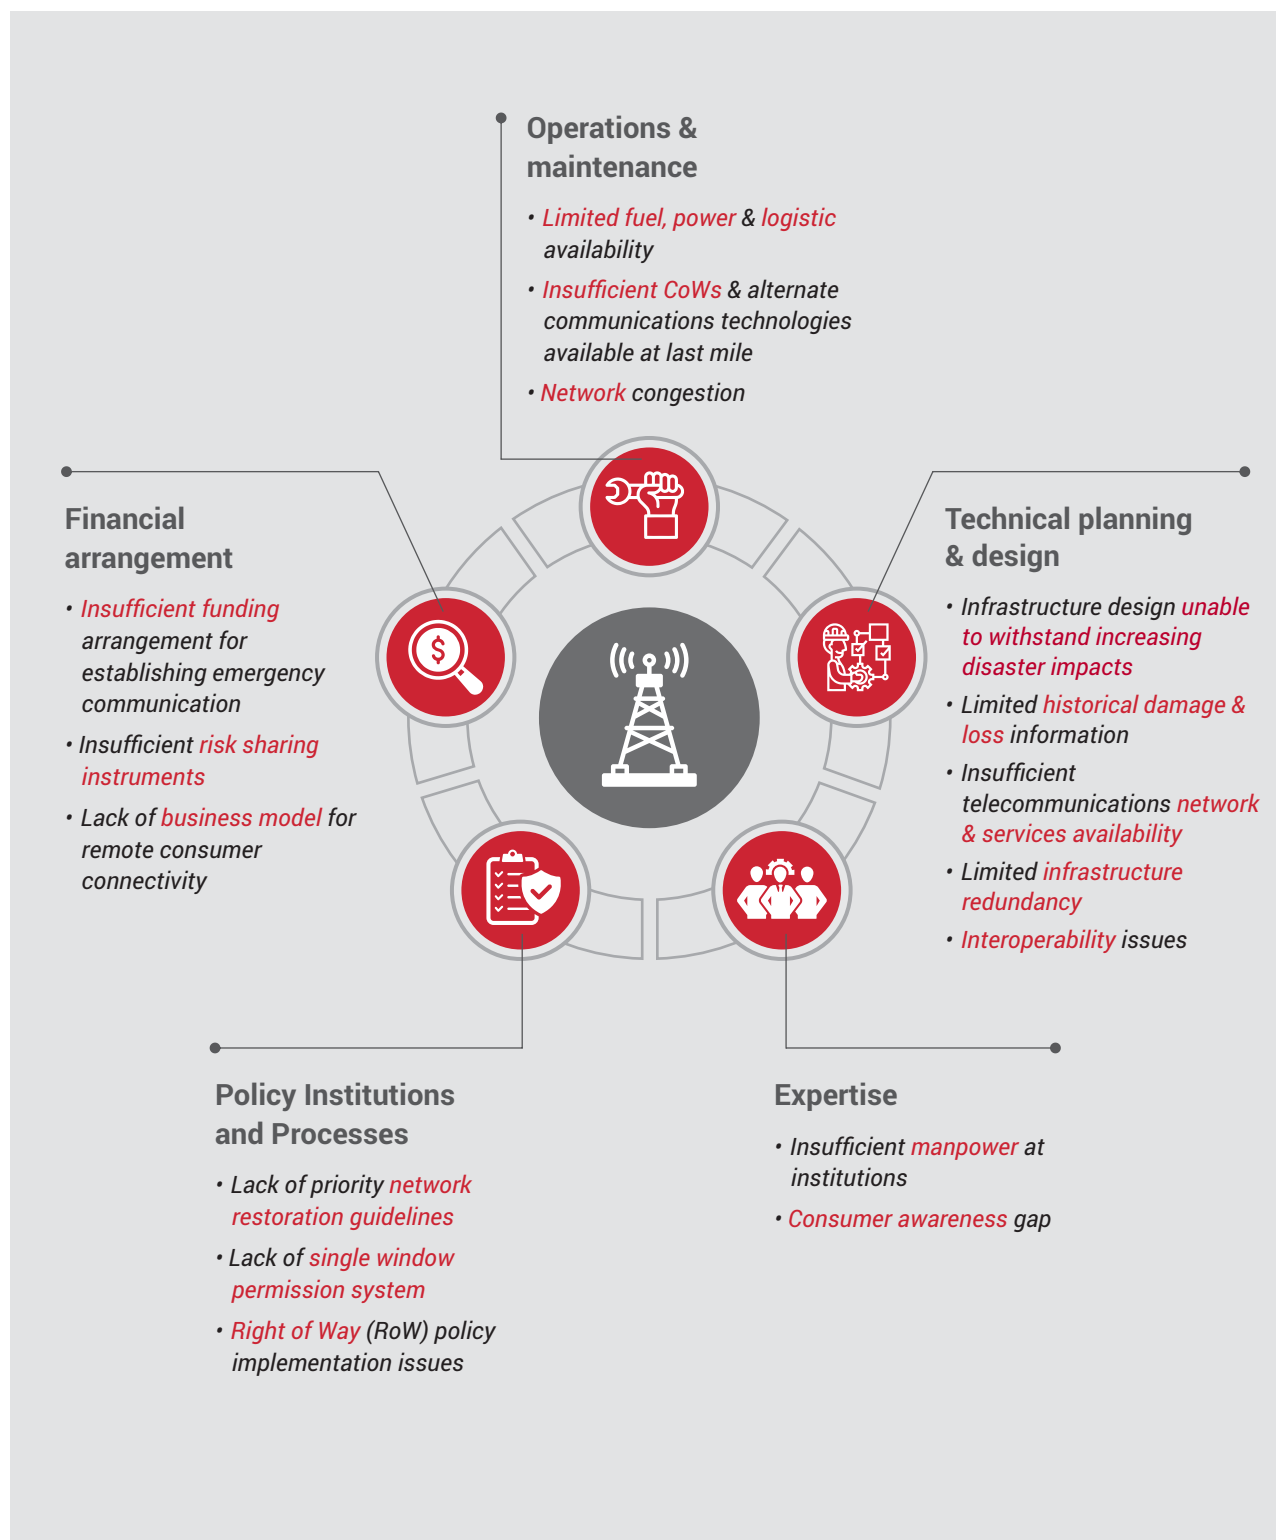 Operations &
maintenance
• Limited fuel, power & logistic
availability
• Insufficient CoWs & alternate
communications technologies
available at last mile
• Network congestion
Financial
arrangement
• Insufficient funding
arrangement for
establishing emergency
communication
• Insufficient risk sharing
instruments
• Lack of business model for
remote consumer
connectivity
$
Technical planning
& design
• Infrastructure design unable
to withstand increasing
disaster impacts
• Limited historical damage &
loss information
• Insufficient
telecommunications network
& services availability
• Limited infrastructure
redundancy
• Interoperability issues
Policy Institutions
and Processes
• Lack of priority network
restoration guidelines
• Lack of single window
permission system
• Right of Way (RoW) policy
implementation issues
Expertise
• Insufficient manpower at
institutions
• Consumer awareness gap